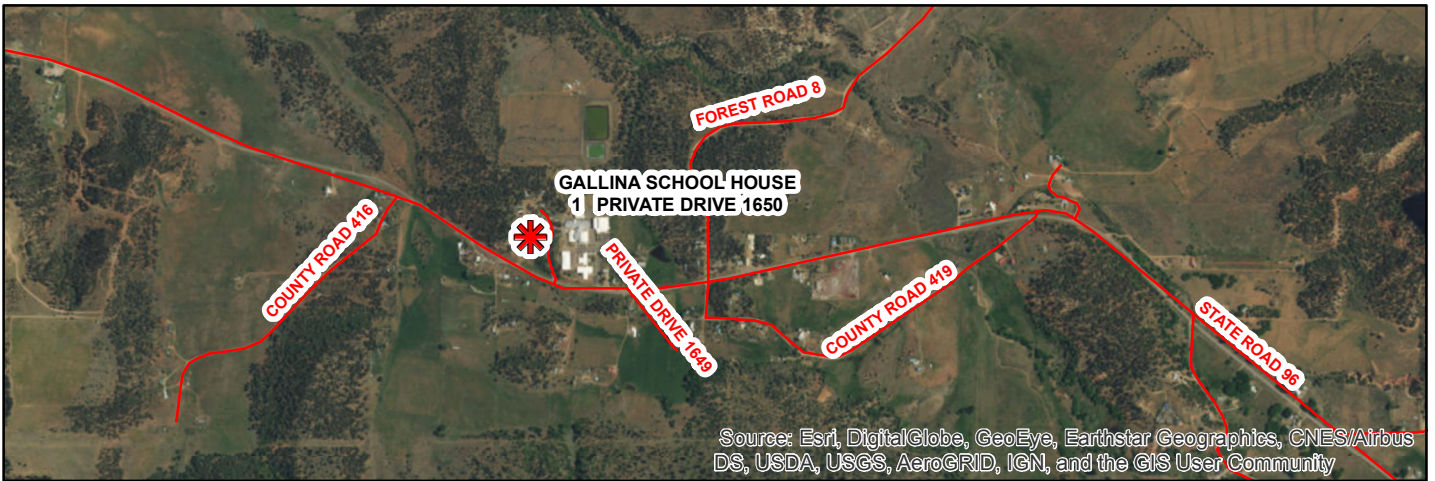 FOREST ROAD 8
GALLINA SCHOOL HOUSE
1 PRIVATE DRIVE 1650
COUNTY ROAD 416
PRIVATE DRIVE 1649
COUNTY ROAD 419
STATE ROAD 96
Source: Esri, DigitalGlobe, GeoEye, Earthstar Geographics, CNES/Airbus
DS, USDA, USGS, AeroGRID, IGN, and the GIS User Community